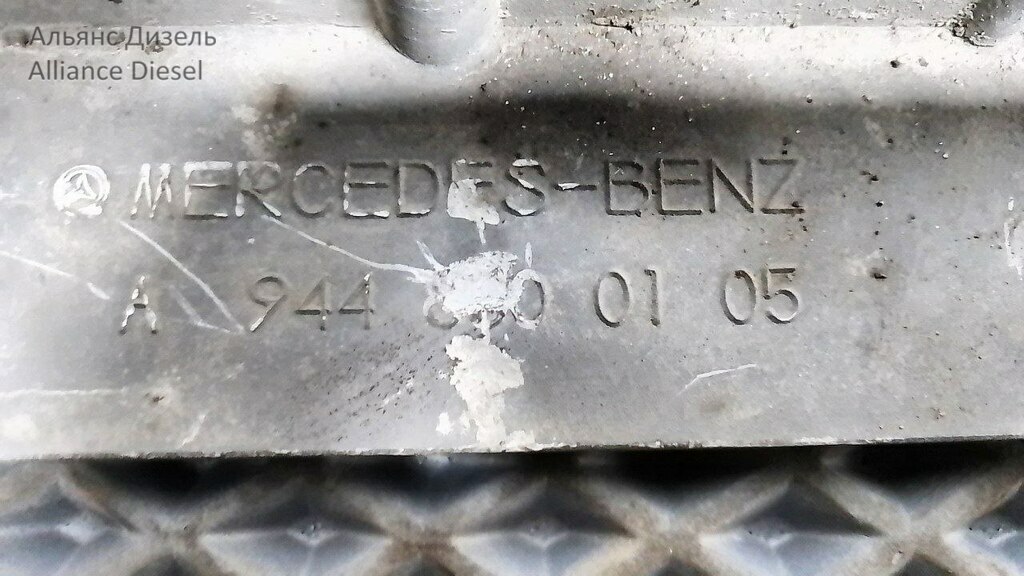 Альянс Дизель
Alliance Diesel
MERCEDES-BENZ
A 944 01 05